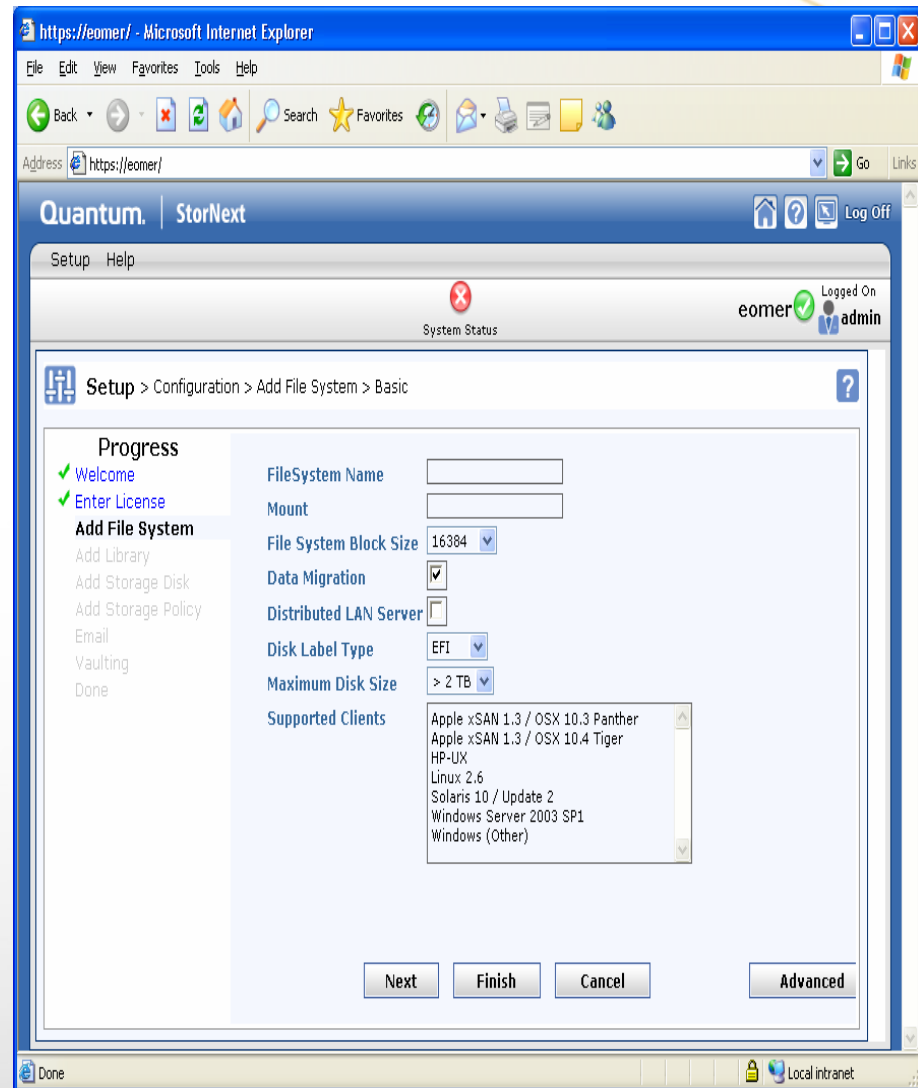 https://eomer/ - Microsoft Internet Explorer
File Edit View Favorites Tools Help
Back Search Favorites
Address https://eomer/ Go Links
Quantum. StorNext Log Off
Setup Help
System Status
eomer Logged On
admin
Setup > Configuration > Add File System > Basic ?
Progress
Welcome
Enter License
Add File System
Add Library
Add Storage Disk
Add Storage Policy
Email
Vaulting
Done
FileSystem Name
Mount
File System Block Size 16384
Data Migration
Distributed LAN Server
Disk Label Type EFI
Maximum Disk Size > 2 TB
Supported Clients
Apple xSAN 1.3 / OSX 10.3 Panther
Apple xSAN 1.3 / OSX 10.4 Tiger
HP-UX
Linux 2.6
Solaris 10 / Update 2
Windows Server 2003 SP1
Windows (Other)
Next Finish Cancel Advanced
Done Local intranet